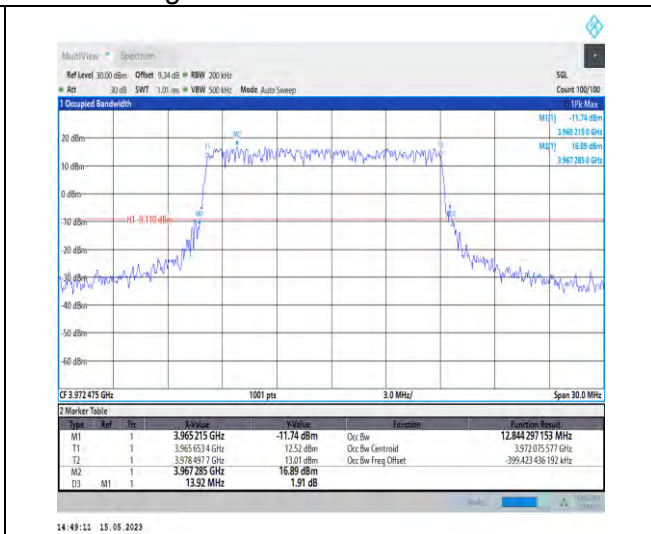 MultiView Spectrum
Ref Level 30.00 dBm Offset 9.34 dB RBW 200 kHz SGL
Att 30 dB SWT 1.01 ms VBW 500 kHz Mode Auto Sweep Count 100/100
1 Occupied Bandwidth 1Pk Max
M1[1] -11.74 dBm
3.965 215 0 GHz
M2[1] 16.89 dBm
3.967 285 0 GHz
M2
T1
T2
20 dBm
10 dBm
0 dBm
M1
D3
-10 dBm
H1 -9.110 dBm
-20 dBm
-30 dBm
-40 dBm
-50 dBm
-60 dBm
CF 3.972 475 GHz 1001 pts 3.0 MHz/ Span 30.0 MHz
2 Marker Table
Type Ref Trc X-Value Y-Value Function Function Result
M1 1 3.965 215 GHz -11.74 dBm Occ Bw 12.844 297 153 MHz
T1 1 3.965 653 4 GHz 12.52 dBm Occ Bw Centroid 3.972 075 577 GHz
T2 1 3.978 497 7 GHz 13.01 dBm Occ Bw Freq Offset -399.423 436 192 kHz
M2 1 3.967 285 GHz 16.89 dBm
D3 M1 1 13.92 MHz 1.91 dB
14:49:11 15.05.2023